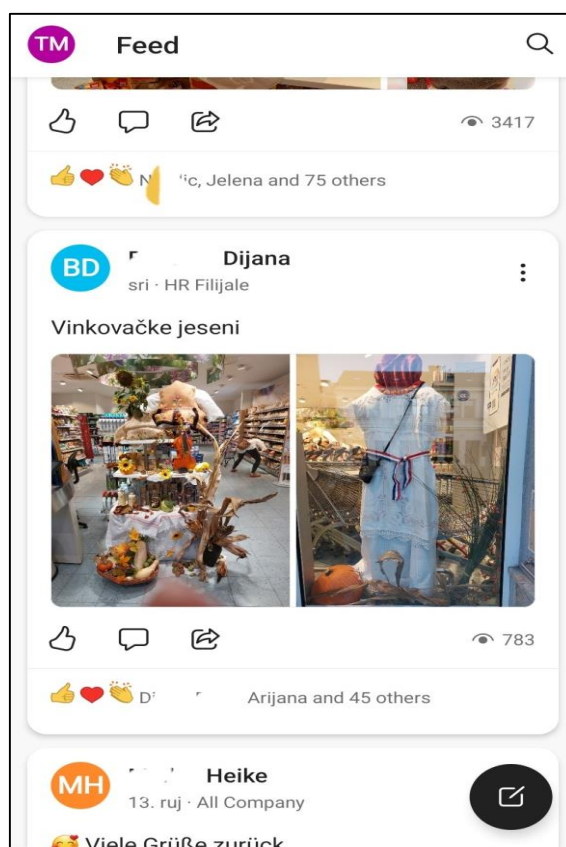 TM Feed
3417
Jelena and 75 others
BD Dijana
sri · HR Filijale
Vinkovačke jeseni
783
Arijana and 45 others
MH Heike
13. ruj · All Company
🥰 Viele Grüße zurück